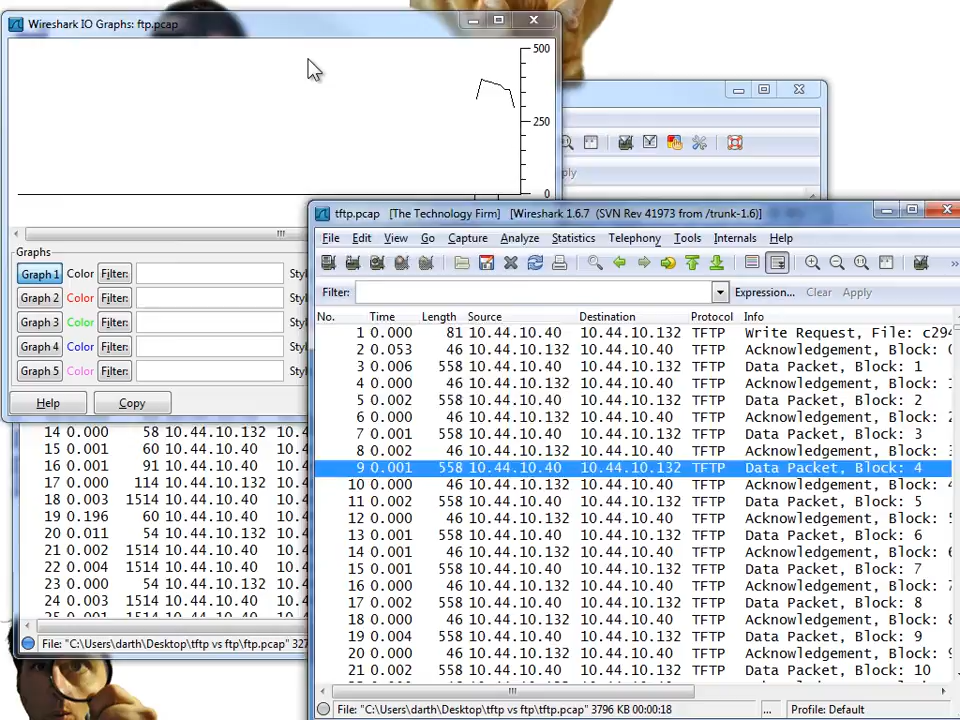 Wireshark IO Graphs: ftp.pcap
500
250
0
Graphs
Graph 1 Color Filter:
Graph 2 Color Filter:
Graph 3 Color Filter:
Graph 4 Color Filter:
Graph 5 Color Filter:
Help Copy
14 0.000 58 10.44.10.132 10.4
15 0.001 60 10.44.10.40 10.4
16 0.001 91 10.44.10.40 10.4
17 0.000 114 10.44.10.132 10.4
18 0.003 1514 10.44.10.40 10.4
19 0.196 60 10.44.10.40 10.4
20 0.011 54 10.44.10.132 10.4
21 0.002 1514 10.44.10.40 10.4
22 0.004 1514 10.44.10.40 10.4
23 0.000 54 10.44.10.132 10.4
24 0.003 1514 10.44.10.40 10.4
File: "C:\Users\darth\Desktop\tftp vs ftp\ftp.pcap" 327
tftp.pcap [The Technology Firm] [Wireshark 1.6.7 (SVN Rev 41973 from /trunk-1.6)]
File Edit View Go Capture Analyze Statistics Telephony Tools Internals Help
Filter: Expression... Clear Apply
No. Time Length Source Destination Protocol Info
1 0.000 81 10.44.10.40 10.44.10.132 TFTP Write Request, File: c294
2 0.053 46 10.44.10.132 10.44.10.40 TFTP Acknowledgement, Block: 0
3 0.006 558 10.44.10.40 10.44.10.132 TFTP Data Packet, Block: 1
4 0.000 46 10.44.10.132 10.44.10.40 TFTP Acknowledgement, Block: 1
5 0.002 558 10.44.10.40 10.44.10.132 TFTP Data Packet, Block: 2
6 0.000 46 10.44.10.132 10.44.10.40 TFTP Acknowledgement, Block: 2
7 0.001 558 10.44.10.40 10.44.10.132 TFTP Data Packet, Block: 3
8 0.002 46 10.44.10.132 10.44.10.40 TFTP Acknowledgement, Block: 3
9 0.001 558 10.44.10.40 10.44.10.132 TFTP Data Packet, Block: 4
10 0.000 46 10.44.10.132 10.44.10.40 TFTP Acknowledgement, Block: 4
11 0.002 558 10.44.10.40 10.44.10.132 TFTP Data Packet, Block: 5
12 0.000 46 10.44.10.132 10.44.10.40 TFTP Acknowledgement, Block: 5
13 0.001 558 10.44.10.40 10.44.10.132 TFTP Data Packet, Block: 6
14 0.001 46 10.44.10.132 10.44.10.40 TFTP Acknowledgement, Block: 6
15 0.001 558 10.44.10.40 10.44.10.132 TFTP Data Packet, Block: 7
16 0.000 46 10.44.10.132 10.44.10.40 TFTP Acknowledgement, Block: 7
17 0.002 558 10.44.10.40 10.44.10.132 TFTP Data Packet, Block: 8
18 0.000 46 10.44.10.132 10.44.10.40 TFTP Acknowledgement, Block: 8
19 0.004 558 10.44.10.40 10.44.10.132 TFTP Data Packet, Block: 9
20 0.000 46 10.44.10.132 10.44.10.40 TFTP Acknowledgement, Block: 9
21 0.002 558 10.44.10.40 10.44.10.132 TFTP Data Packet, Block: 10
File: "C:\Users\darth\Desktop\tftp vs ftp\tftp.pcap" 3796 KB 00:00:18 ... Profile: Default